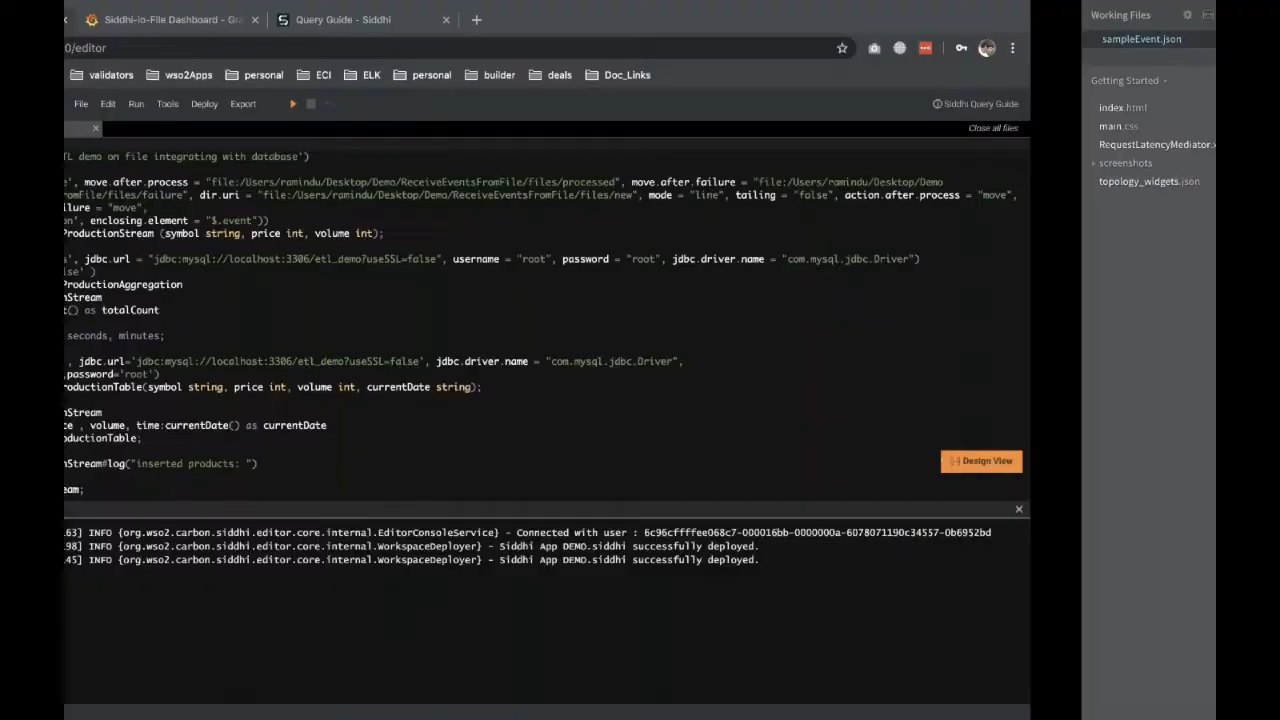 Siddhi-io-File Dashboard - Gra
Query Guide - Siddhi
0/editor
validators
wso2Apps
personal
ECI
ELK
personal
builder
deals
Doc_Links
File
Edit
Run
Tools
Deploy
Export
Siddhi Query Guide
Close all files
TL demo on file integrating with database')
e', move.after.process = "file:/Users/ramindu/Desktop/Demo/ReceiveEventsFromFile/files/processed", move.after.failure = "file:/Users/ramindu/Desktop/Demo
romFile/files/failure", dir.uri = "file:/Users/ramindu/Desktop/Demo/ReceiveEventsFromFile/files/new", mode = "line", tailing = "false", action.after.process = "move",
ilure = "move",
on', enclosing.element = "$.event"))
ProductionStream (symbol string, price int, volume int);
s', jdbc.url = "jdbc:mysql://localhost:3306/etl_demo?useSSL=false", username = "root", password = "root", jdbc.driver.name = "com.mysql.jdbc.Driver")
lse' )
ProductionAggregation
nStream
t() as totalCount
seconds, minutes;
, jdbc.url='jdbc:mysql://localhost:3306/etl_demo?useSSL=false', jdbc.driver.name = "com.mysql.jdbc.Driver",
,password='root')
roductionTable(symbol string, price int, volume int, currentDate string);
nStream
ce , volume, time:currentDate() as currentDate
oductionTable;
nStream#log("inserted products: ")
eam;
Design View
63] INFO {org.wso2.carbon.siddhi.editor.core.internal.EditorConsoleService} - Connected with user : 6c96cffffee068c7-000016bb-0000000a-6078071190c34557-0b6952bd
98] INFO {org.wso2.carbon.siddhi.editor.core.internal.WorkspaceDeployer} - Siddhi App DEMO.siddhi successfully deployed.
45] INFO {org.wso2.carbon.siddhi.editor.core.internal.WorkspaceDeployer} - Siddhi App DEMO.siddhi successfully deployed.
Working Files
sampleEvent.json
Getting Started
index.html
main.css
RequestLatencyMediator.x
screenshots
topology_widgets.json